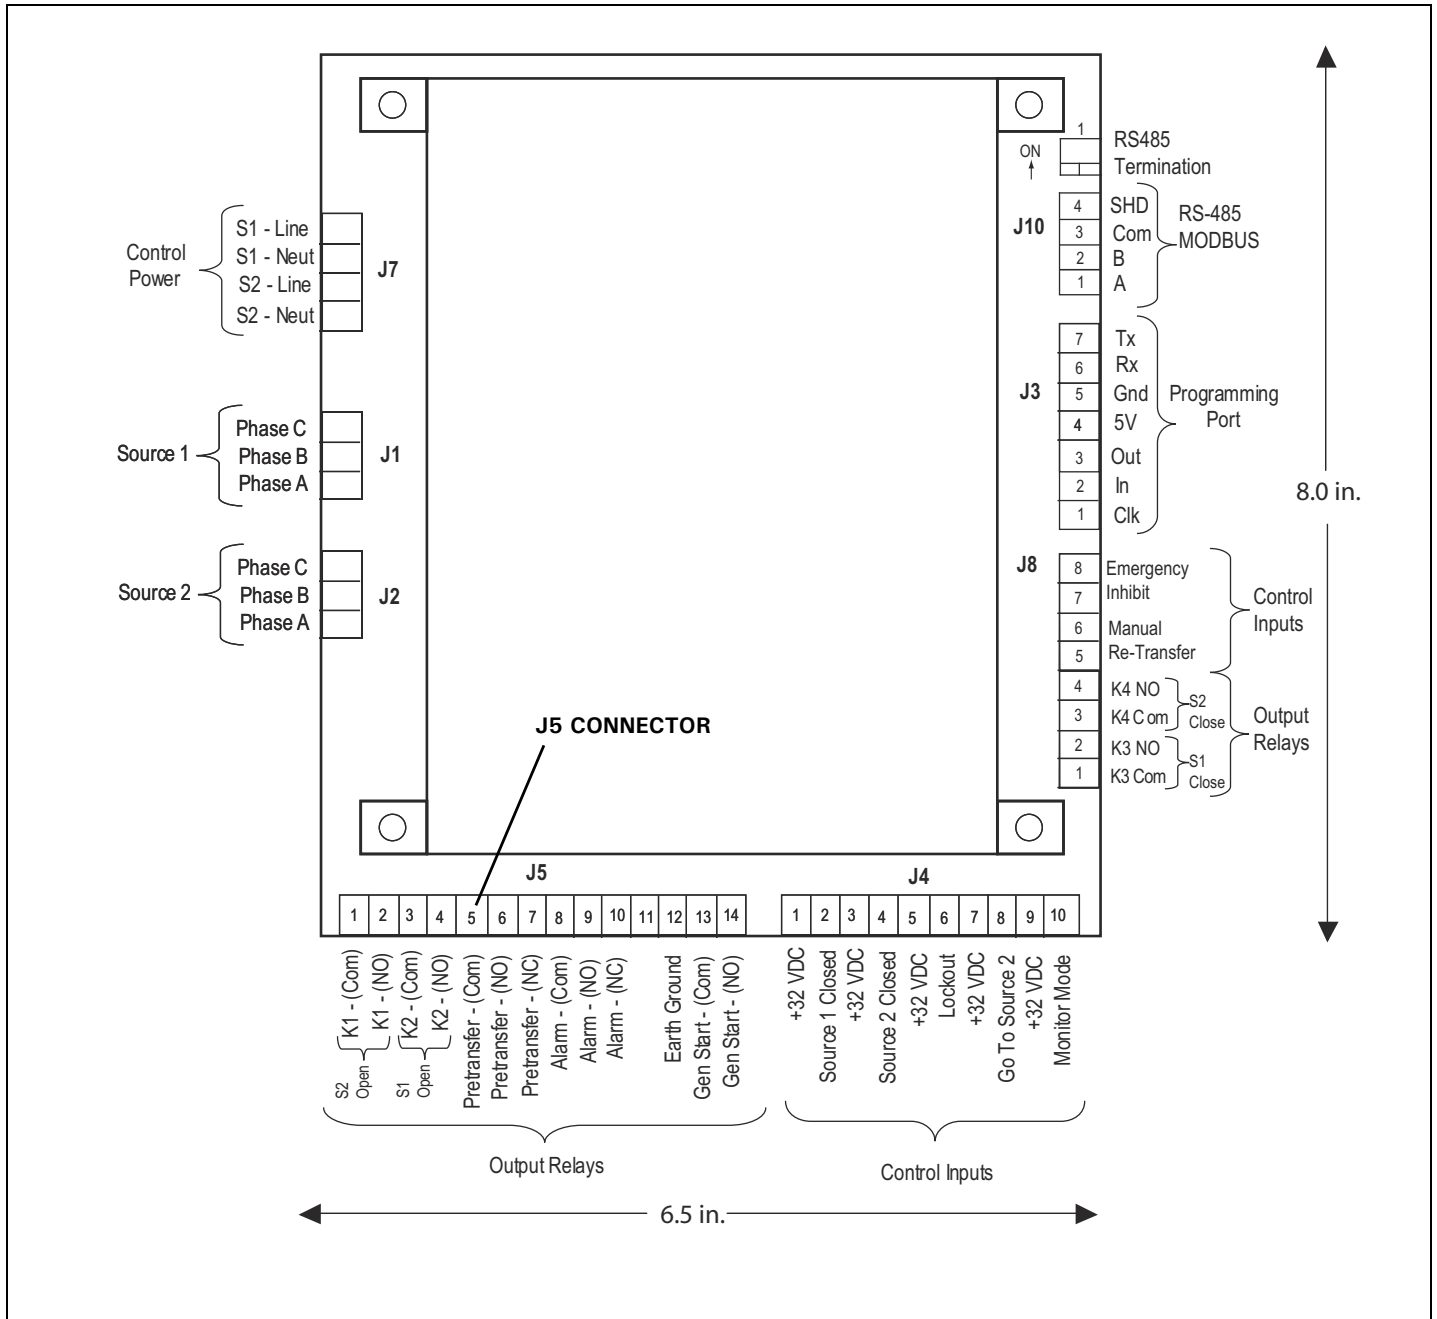 1
RS485
ON
Termination
J10
4 SHD
3 Com
2 B
1 A
RS-485
MODBUS
Control
Power
S1 - Line
S1 - Neut
S2 - Line
S2 - Neut
J7
J3
7 Tx
6 Rx
5 Gnd
4 5V
3 Out
2 In
1 Clk
Programming
Port
8.0 in.
Source 1
Phase C
Phase B
Phase A
J1
Source 2
Phase C
Phase B
Phase A
J2
J8
8 Emergency
7 Inhibit
6 Manual
5 Re-Transfer
Control
Inputs
4 K4 NO
3 K4 Com
S2
Close
2 K3 NO
1 K3 Com
S1
Close
Output
Relays
J5 CONNECTOR
J5
1 2 3 4 5 6 7 8 9 10 11 12 13 14
K1 - (Com)
K1 - (NO)
S2
Open
K2 - (Com)
K2 - (NO)
S1
Open
Pretransfer - (Com)
Pretransfer - (NO)
Pretransfer - (NC)
Alarm - (Com)
Alarm - (NO)
Alarm - (NC)
Earth Ground
Gen Start - (Com)
Gen Start - (NO)
Output Relays
J4
1 2 3 4 5 6 7 8 9 10
+32 VDC
Source 1 Closed
+32 VDC
Source 2 Closed
+32 VDC
Lockout
+32 VDC
Go To Source 2
+32 VDC
Monitor Mode
Control Inputs
6.5 in.